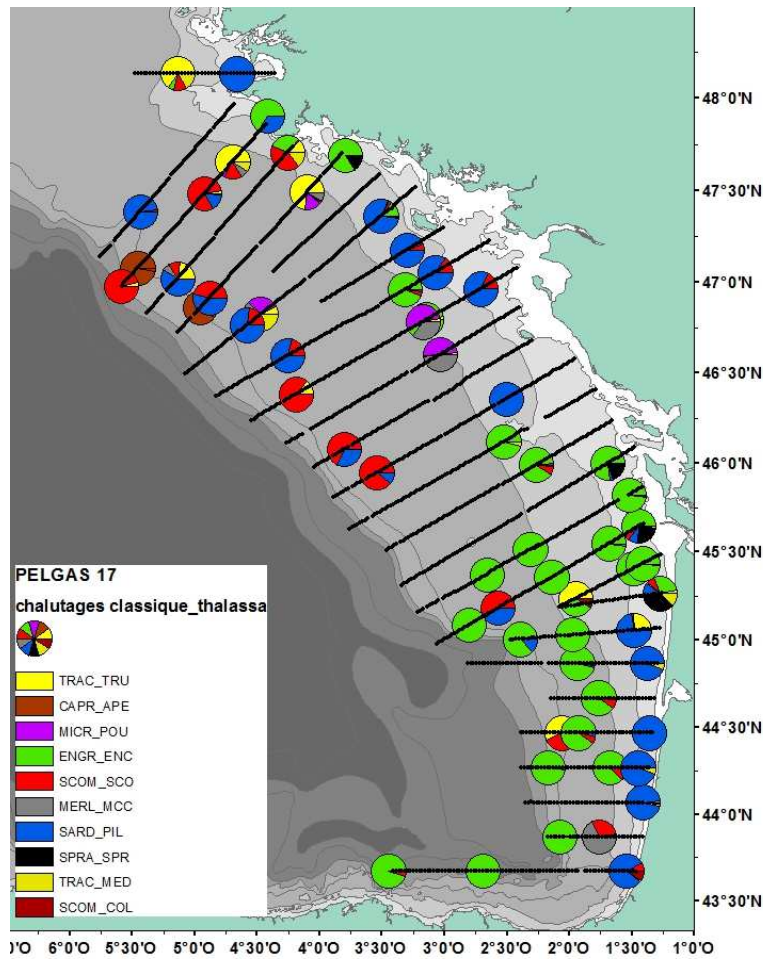 48°0'N
47°30'N
47°0'N
46°30'N
46°0'N
45°30'N
45°0'N
44°30'N
44°0'N
43°30'N
PELGAS 17
chalutages classique_thalassa
TRAC_TRU
CAPR_APE
MICR_POU
ENGR_ENC
SCOM_SCO
MERL_MCC
SARD_PIL
SPRA_SPR
TRAC_MED
SCOM_COL
0'O 6°0'O 5°30'O 5°0'O 4°30'O 4°0'O 3°30'O 3°0'O 2°30'O 2°0'O 1°30'O 1°0'O